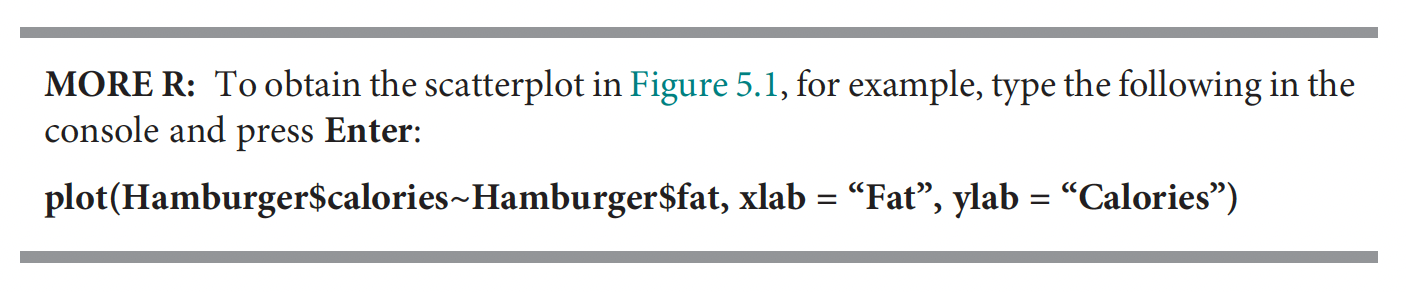 MORE R: To obtain the scatterplot in Figure 5.1, for example, type the following in the
console and press Enter:
plot(Hamburger$calories~Hamburger$fat, xlab = “Fat”, ylab = “Calories”)